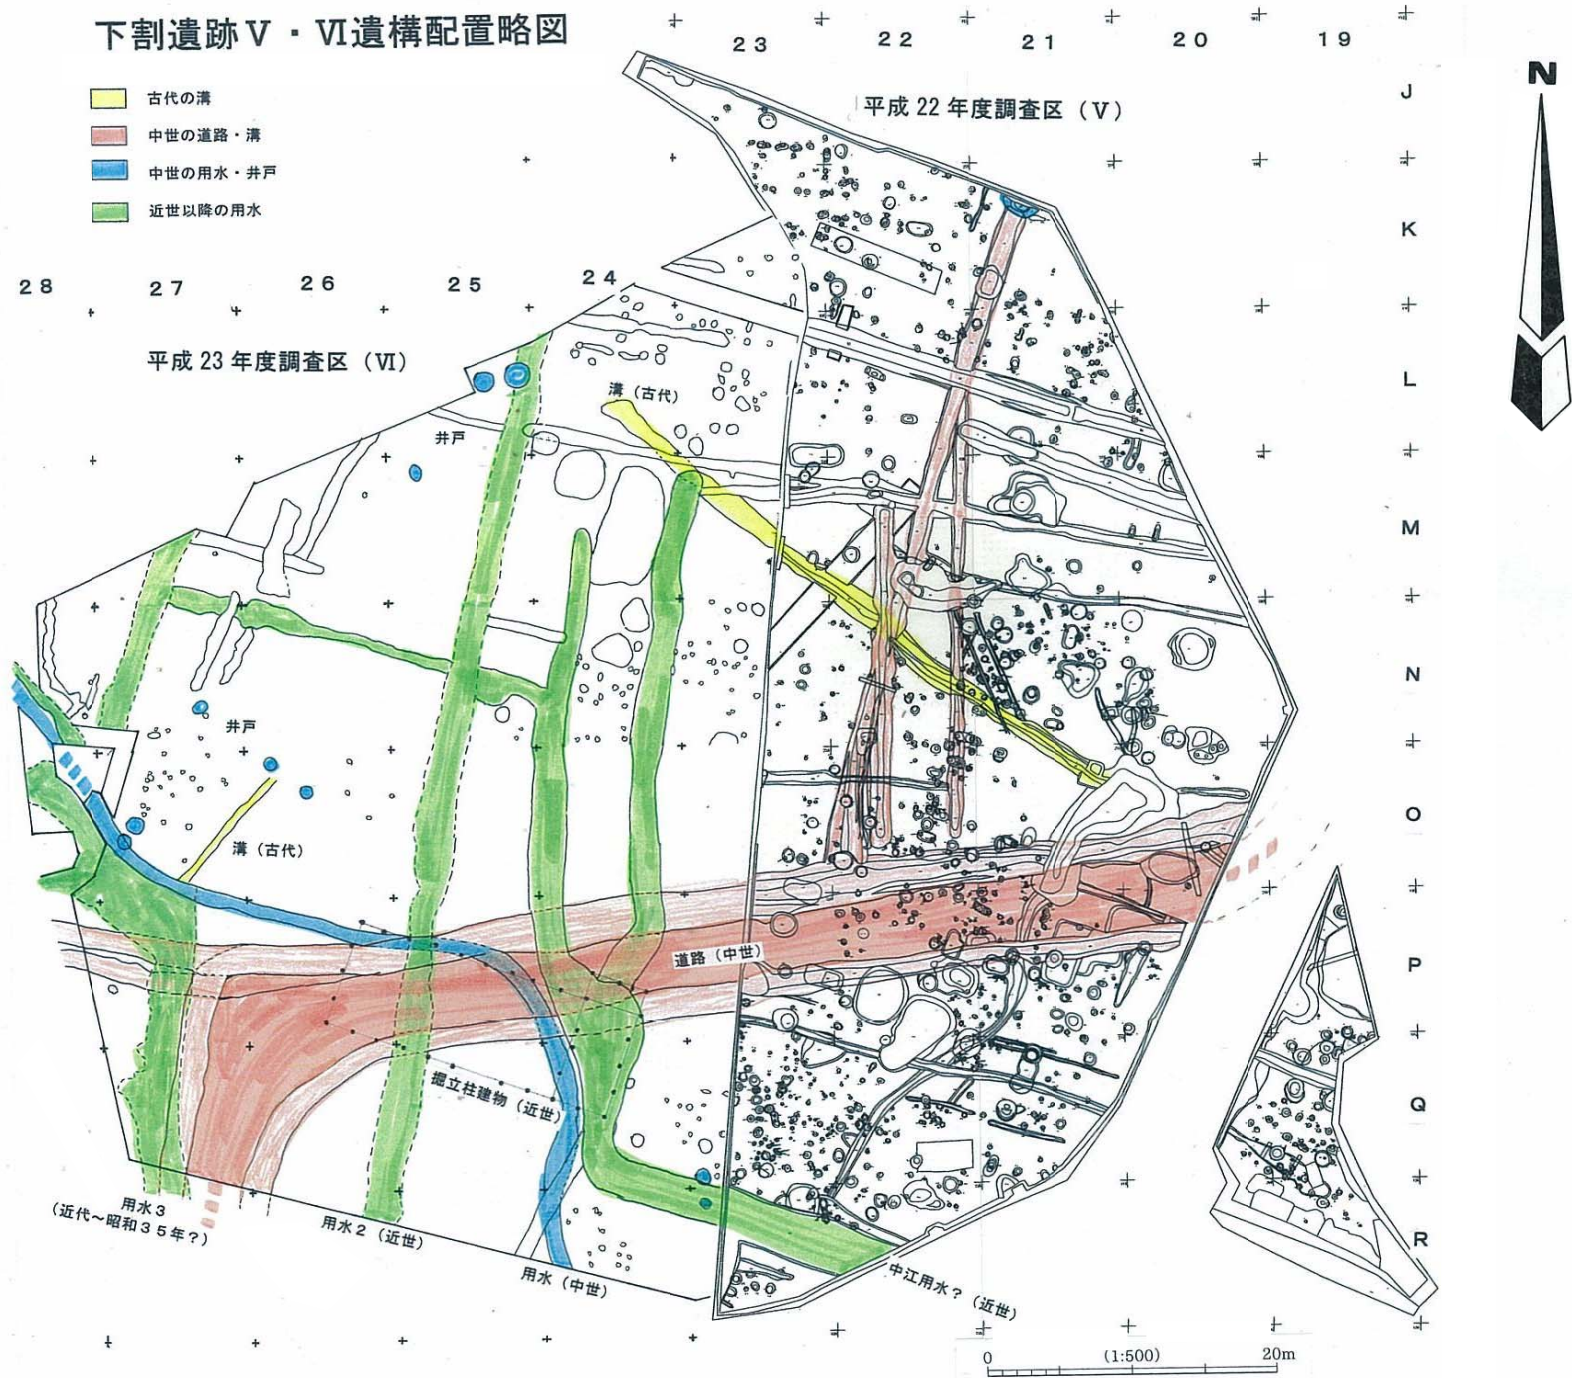 下割遺跡Ⅴ・Ⅵ遺構配置略図
古代の溝
中世の道路・溝
中世の用水・井戸
近世以降の用水
23 22 21 20 19
N
平成22年度調査区（Ⅴ）
J
K
28 27 26 25 24
平成23年度調査区（Ⅵ）
L
溝（古代）
井戸
M
N
井戸
O
溝（古代）
道路（中世）
P
掘立柱建物（近世）
Q
用水3
（近代～昭和35年？）
用水2（近世）
用水（中世）
中江用水？（近世）
R
0 (1:500) 20m